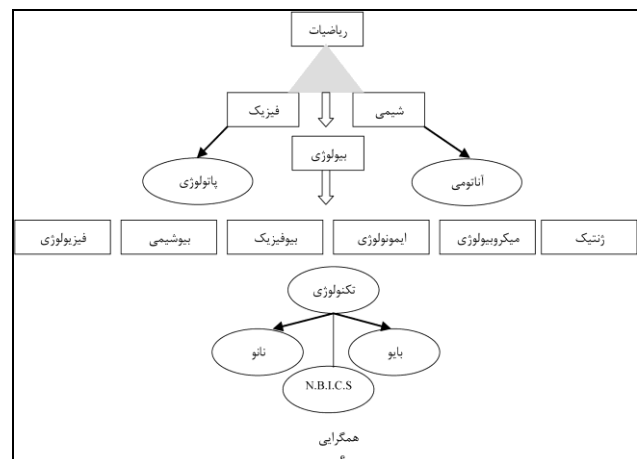 ریاضیات
شیمی فیزیک
بیولوژی
آناتومی پاتولوژی
ژنتیک میکروبیولوژی ایمونولوژی بیوفیزیک بیوشیمی فیزیولوژی
تکنولوژی
بایو نانو
N.B.I.C.S
همگرایی